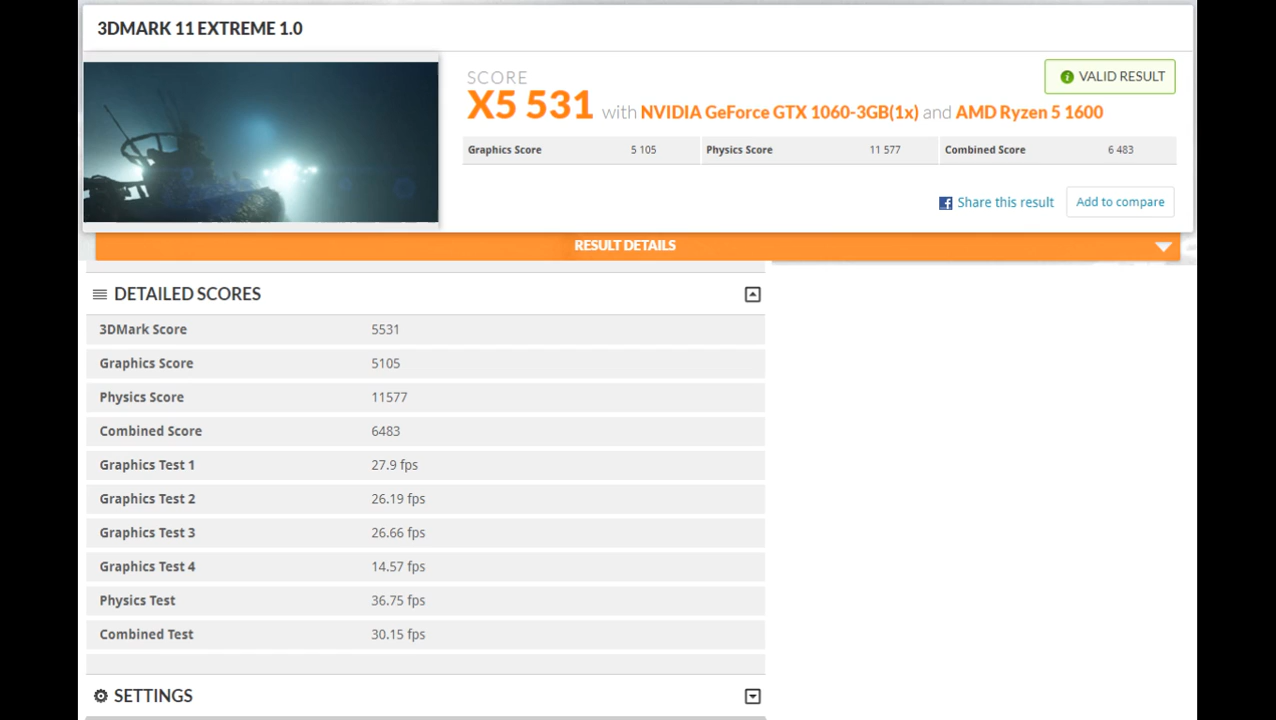 3DMARK 11 EXTREME 1.0
SCORE
VALID RESULT
X5 531 with NVIDIA GeForce GTX 1060-3GB(1x) and AMD Ryzen 5 1600
Graphics Score 5 105 Physics Score 11 577 Combined Score 6 483
Share this result Add to compare
RESULT DETAILS
DETAILED SCORES
3DMark Score 5531
Graphics Score 5105
Physics Score 11577
Combined Score 6483
Graphics Test 1 27.9 fps
Graphics Test 2 26.19 fps
Graphics Test 3 26.66 fps
Graphics Test 4 14.57 fps
Physics Test 36.75 fps
Combined Test 30.15 fps
SETTINGS